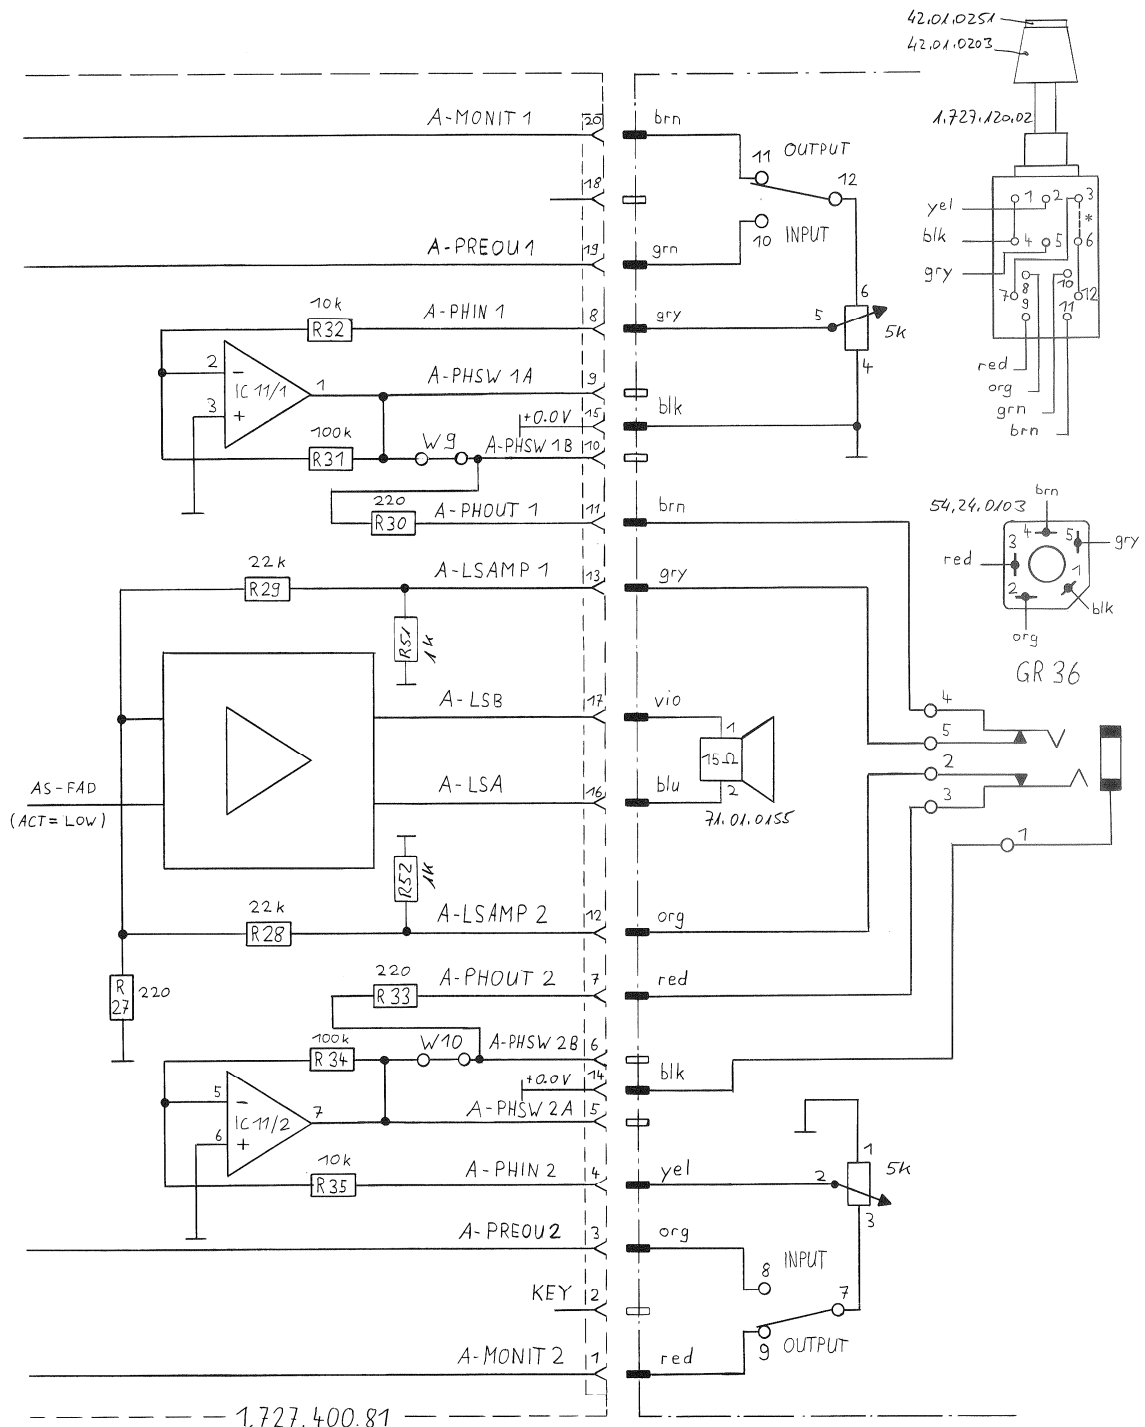 42.01.0251
42.01.0203
1.727.120.02
A-MONIT 1
20
brn
11
OUTPUT
12
18
10
INPUT
A-PREOU1
19
grn
10k
R32
A-PHIN 1
8
gry
6
5
5k
4
2
-
IC 11/1
1
3
+
A-PHSW 1A
9
+0.0V
15
blk
100k
R31
W9
A-PHSW 1B
10
220
R30
A-PHOUT 1
11
brn
22k
R29
A-LSAMP 1
13
gry
R51
1k
A-LSB
17
vio
1
15Ω
2
A-LSA
16
blu
71.01.0155
AS-FAD
(ACT=LOW)
R52
1k
22k
R28
A-LSAMP 2
12
org
R
27
220
220
R33
A-PHOUT 2
7
red
100k
R34
W10
A-PHSW 2B
6
+0.0V
14
blk
5
-
IC11/2
7
6
+
A-PHSW 2A
5
10k
R35
A-PHIN 2
4
yel
1
2
5k
3
A-PREOU2
3
org
8
INPUT
KEY
2
7
9
OUTPUT
A-MONIT 2
1
red
1.727.400.81
yel
1
2
3
*
blk
4
5
6
gry
8
10
7
12
9
11
red
org
grn
brn
54.24.0103
brn
4
5
3
gry
red
1
2
blk
org
GR 36
4
5
2
3
1